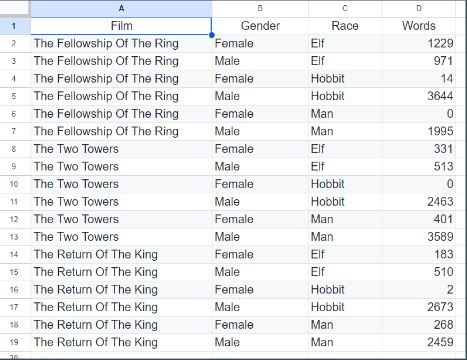 A B C D
1 Film Gender Race Words
2 The Fellowship Of The Ring Female Elf 1229
3 The Fellowship Of The Ring Male Elf 971
4 The Fellowship Of The Ring Female Hobbit 14
5 The Fellowship Of The Ring Male Hobbit 3644
6 The Fellowship Of The Ring Female Man 0
7 The Fellowship Of The Ring Male Man 1995
8 The Two Towers Female Elf 331
9 The Two Towers Male Elf 513
10 The Two Towers Female Hobbit 0
11 The Two Towers Male Hobbit 2463
12 The Two Towers Female Man 401
13 The Two Towers Male Man 3589
14 The Return Of The King Female Elf 183
15 The Return Of The King Male Elf 510
16 The Return Of The King Female Hobbit 2
17 The Return Of The King Male Hobbit 2673
18 The Return Of The King Female Man 268
19 The Return Of The King Male Man 2459
20